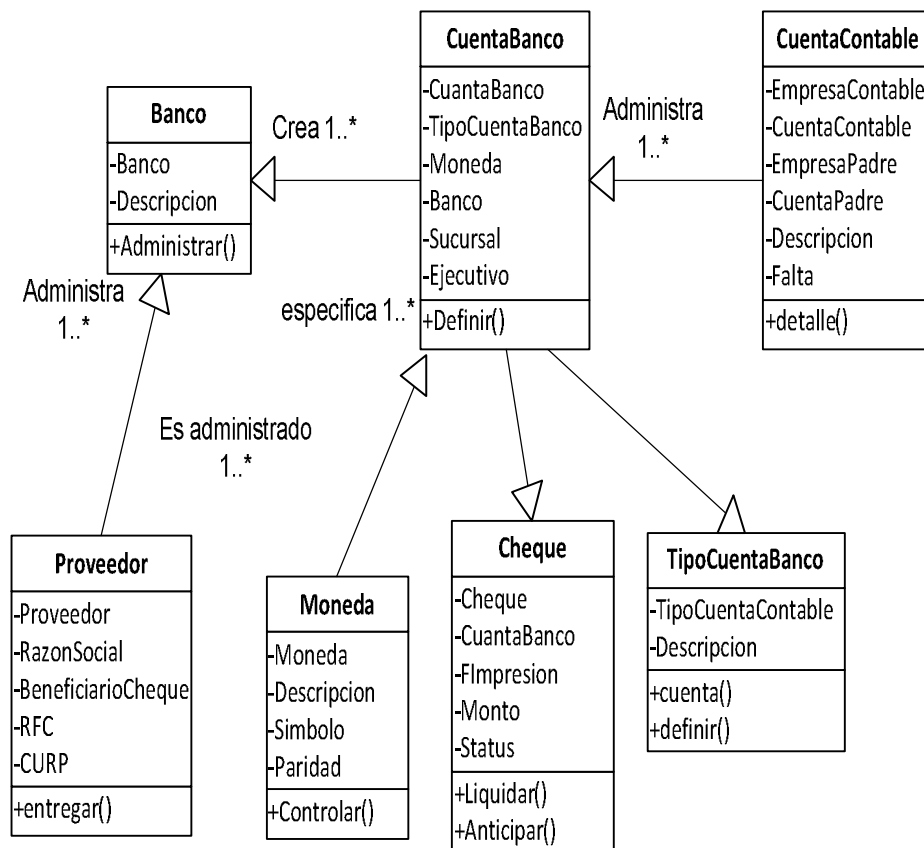 CuentaBanco
-CuantaBanco
-TipoCuentaBanco
-Moneda
-Banco
-Sucursal
-Ejecutivo
+Definir()
CuentaContable
-EmpresaContable
-CuentaContable
-EmpresaPadre
-CuentaPadre
-Descripcion
-Falta
+detalle()
Banco
-Banco
-Descripcion
+Administrar()
Crea 1..*
Administra
1..*
Administra
1..*
especifica 1..*
Es administrado
1..*
Proveedor
-Proveedor
-RazonSocial
-BeneficiarioCheque
-RFC
-CURP
+entregar()
Moneda
-Moneda
-Descripcion
-Simbolo
-Paridad
+Controlar()
Cheque
-Cheque
-CuantaBanco
-FImpresion
-Monto
-Status
+Liquidar()
+Anticipar()
TipoCuentaBanco
-TipoCuentaContable
-Descripcion
+cuenta()
+definir()